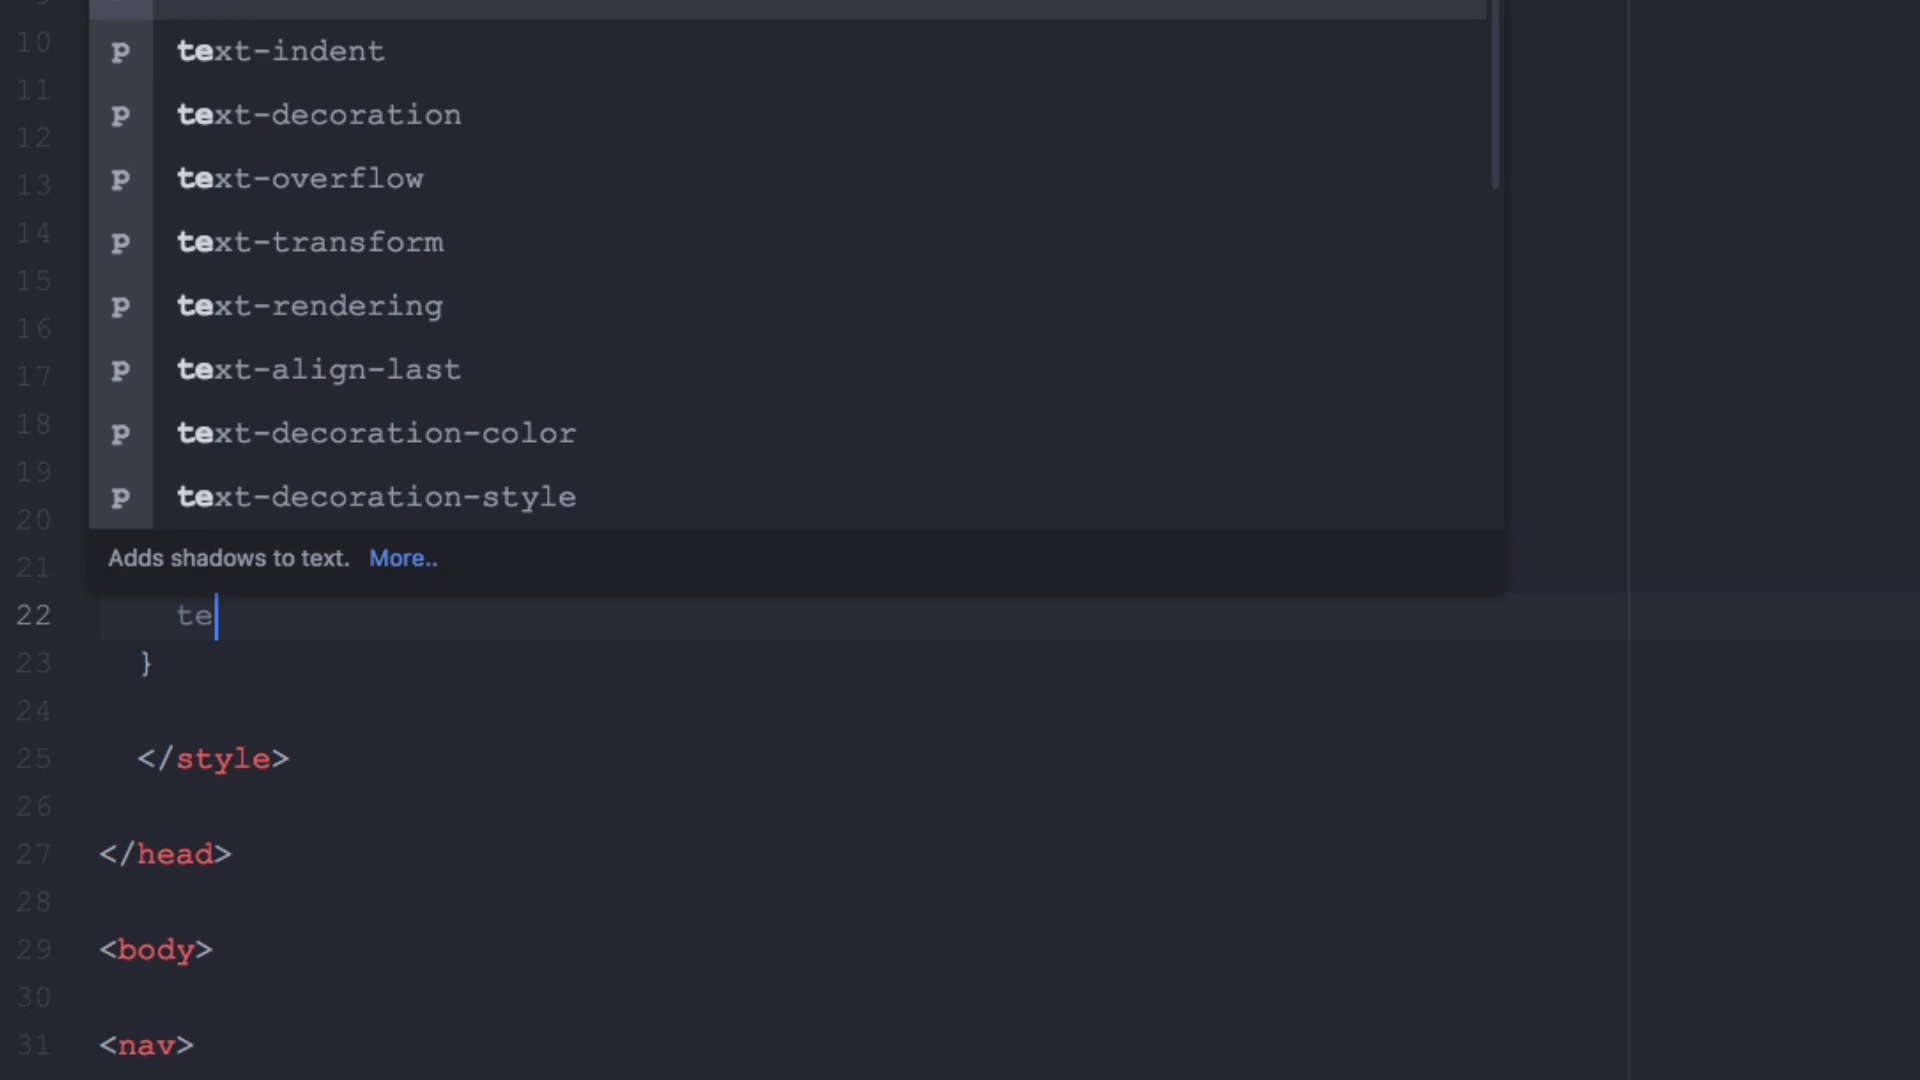 10 p text-indent
11
p text-decoration
12
13 p text-overflow
14 p text-transform
15
16 p text-rendering
17 p text-align-last
18 p text-decoration-color
19
p text-decoration-style
20
Adds shadows to text. More..
21
22 te
23 }
24
25 </style>
26
27 </head>
28
29 <body>
30
31 <nav>